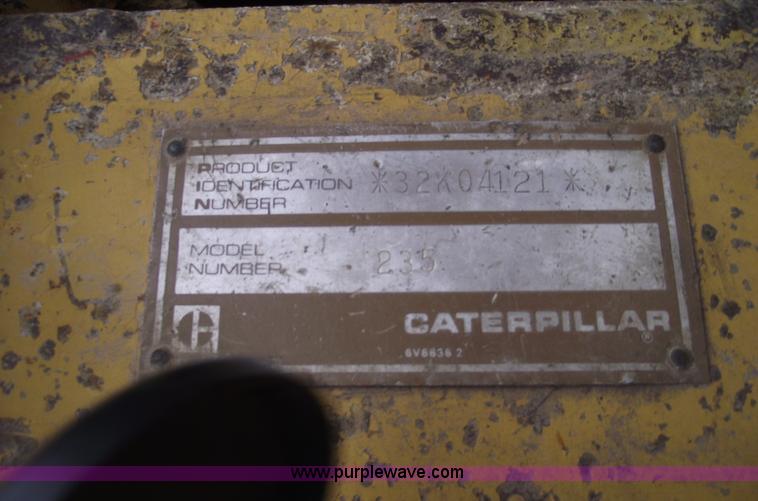 PRODUCT
IDENTIFICATION
NUMBER
*32K04121*
MODEL
NUMBER
235
CATERPILLAR
®
6V6636 2
www.purplewave.com